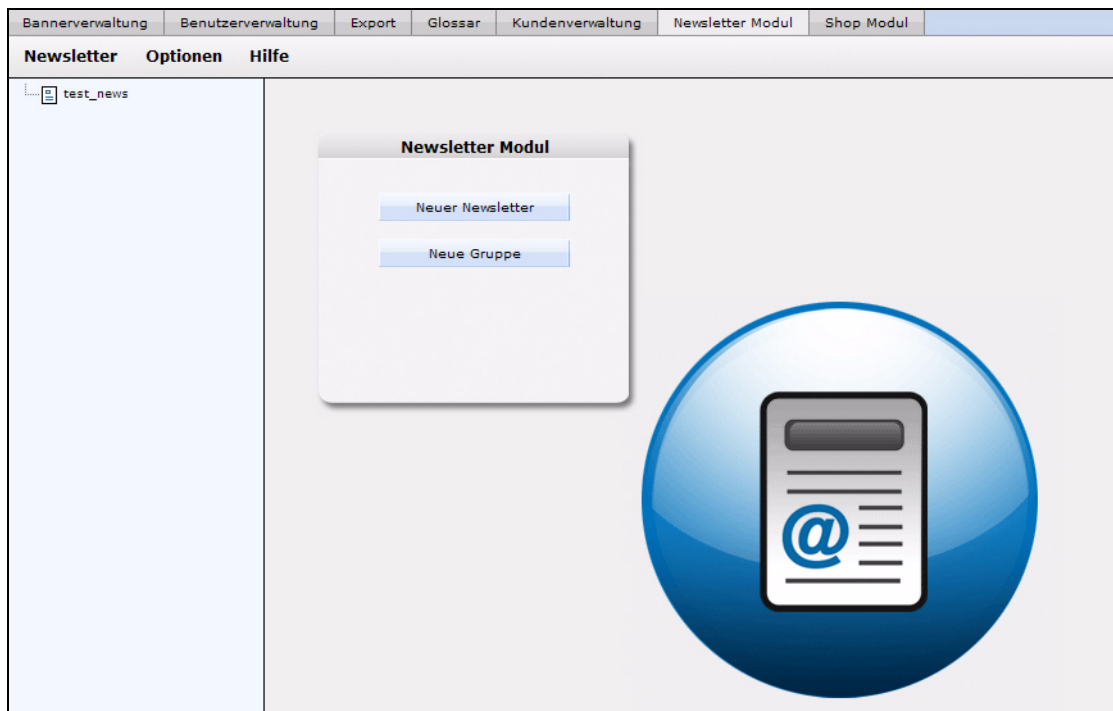 Bannerverwaltung Benutzerverwaltung Export Glossar Kundenverwaltung Newsletter Modul Shop Modul
Newsletter Optionen Hilfe
test_news
Newsletter Modul
Neuer Newsletter
Neue Gruppe
@